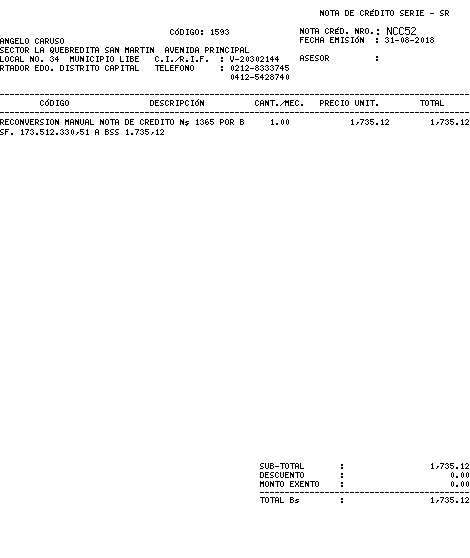 NOTA DE CRÉDITO SERIE - SR
CÓDIGO: 1593
NOTA CRÉD. NRO.: NCC52
ANGELO CARUSO
FECHA EMISIÓN : 31-08-2018
SECTOR LA QUEBREDITA SAN MARTIN AVENIDA PRINCIPAL
LOCAL NO. 34 MUNICIPIO LIBE C.I./R.I.F. : V-20302144
ASESOR :
RTADOR EDO. DISTRITO CAPITAL TELEFONO : 0212-8333745
0412-5428740
CÓDIGO DESCRIPCIÓN CANT./MEC. PRECIO UNIT. TOTAL
RECONVERSION MANUAL NOTA DE CREDITO N§ 1365 POR B 1.00 1,735.12 1,735.12
SF. 173.512.330,51 A BSS 1.735,12
SUB-TOTAL : 1,735.12
DESCUENTO : 0.00
MONTO EXENTO : 0.00
TOTAL Bs : 1,735.12